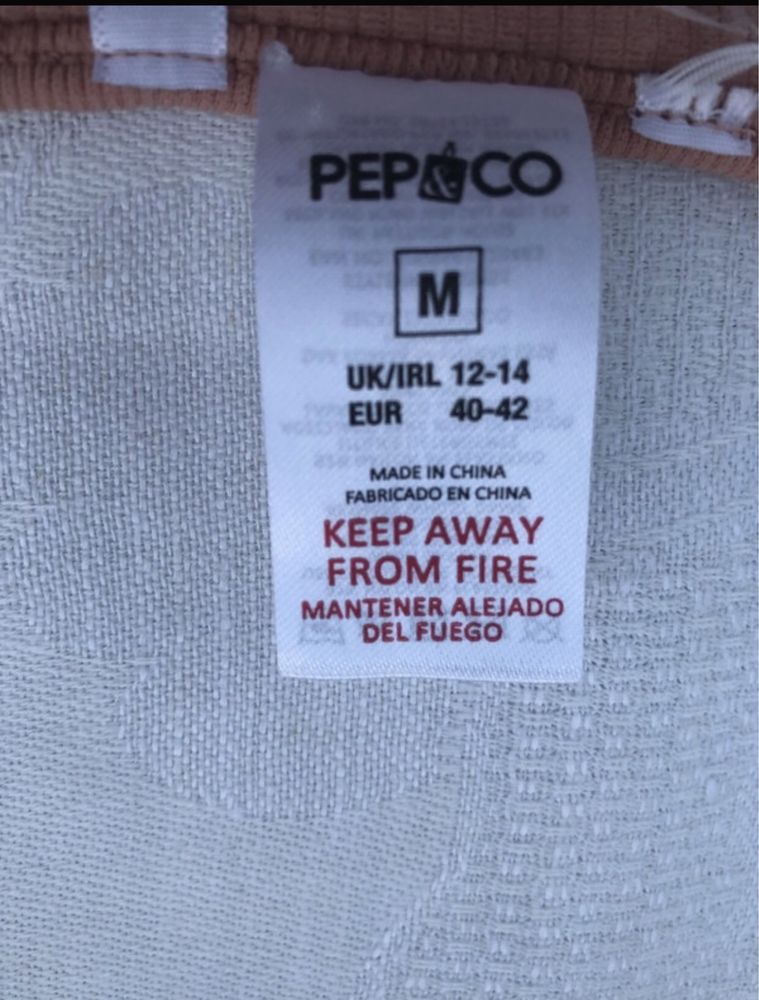 PEP&CO
M
UK/IRL 12-14
EUR 40-42
MADE IN CHINA
FABRICADO EN CHINA
KEEP AWAY
FROM FIRE
MANTENER ALEJADO
DEL FUEGO